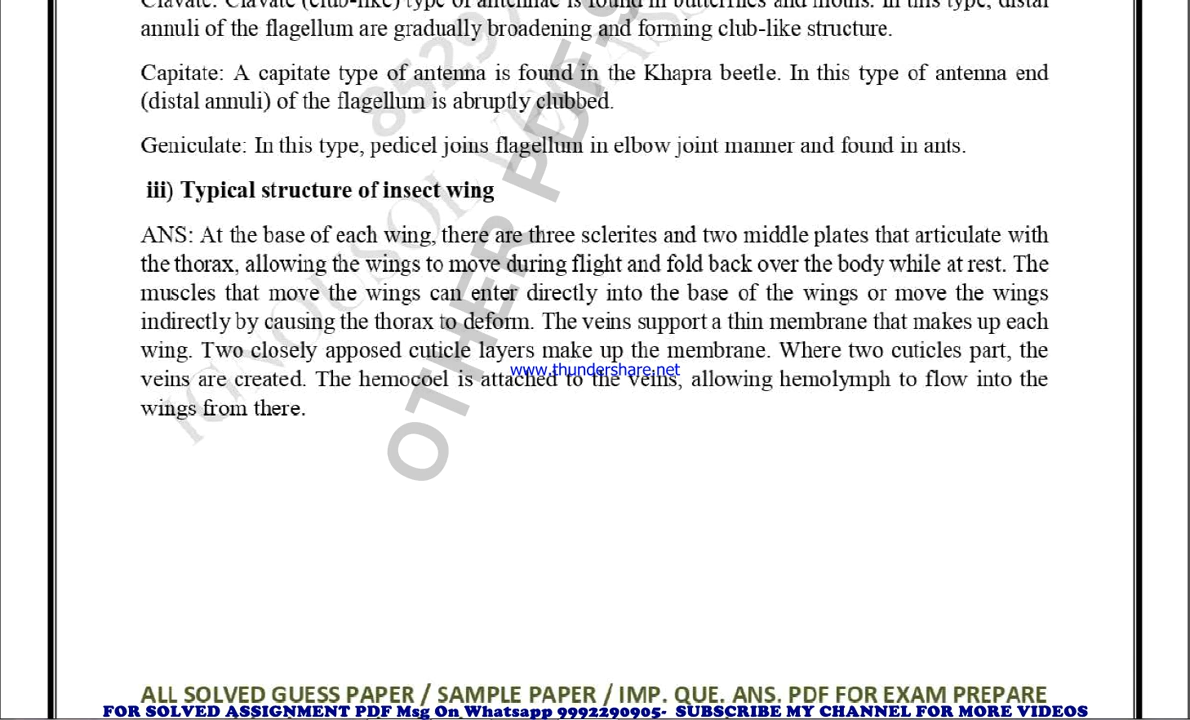 Clavate: Clavate (club-like) type of antennae is found in butterflies and moths. In this type, distal
annuli of the flagellum are gradually broadening and forming club-like structure.
Capitate: A capitate type of antenna is found in the Khapra beetle. In this type of antenna end
(distal annuli) of the flagellum is abruptly clubbed.
Geniculate: In this type, pedicel joins flagellum in elbow joint manner and found in ants.
iii) Typical structure of insect wing
ANS: At the base of each wing, there are three sclerites and two middle plates that articulate with
the thorax, allowing the wings to move during flight and fold back over the body while at rest. The
muscles that move the wings can enter directly into the base of the wings or move the wings
indirectly by causing the thorax to deform. The veins support a thin membrane that makes up each
wing. Two closely apposed cuticle layers make up the membrane. Where two cuticles part, the
www.thundershare.net
veins are created. The hemocoel is attached to the veins, allowing hemolymph to flow into the
wings from there.
8529
OTHER PDF
ALL SOLVED GUESS PAPER / SAMPLE PAPER / IMP. QUE. ANS. PDF FOR EXAM PREPARE
FOR SOLVED ASSIGNMENT PDF Msg On Whatsapp 9992290905- SUBSCRIBE MY CHANNEL FOR MORE VIDEOS